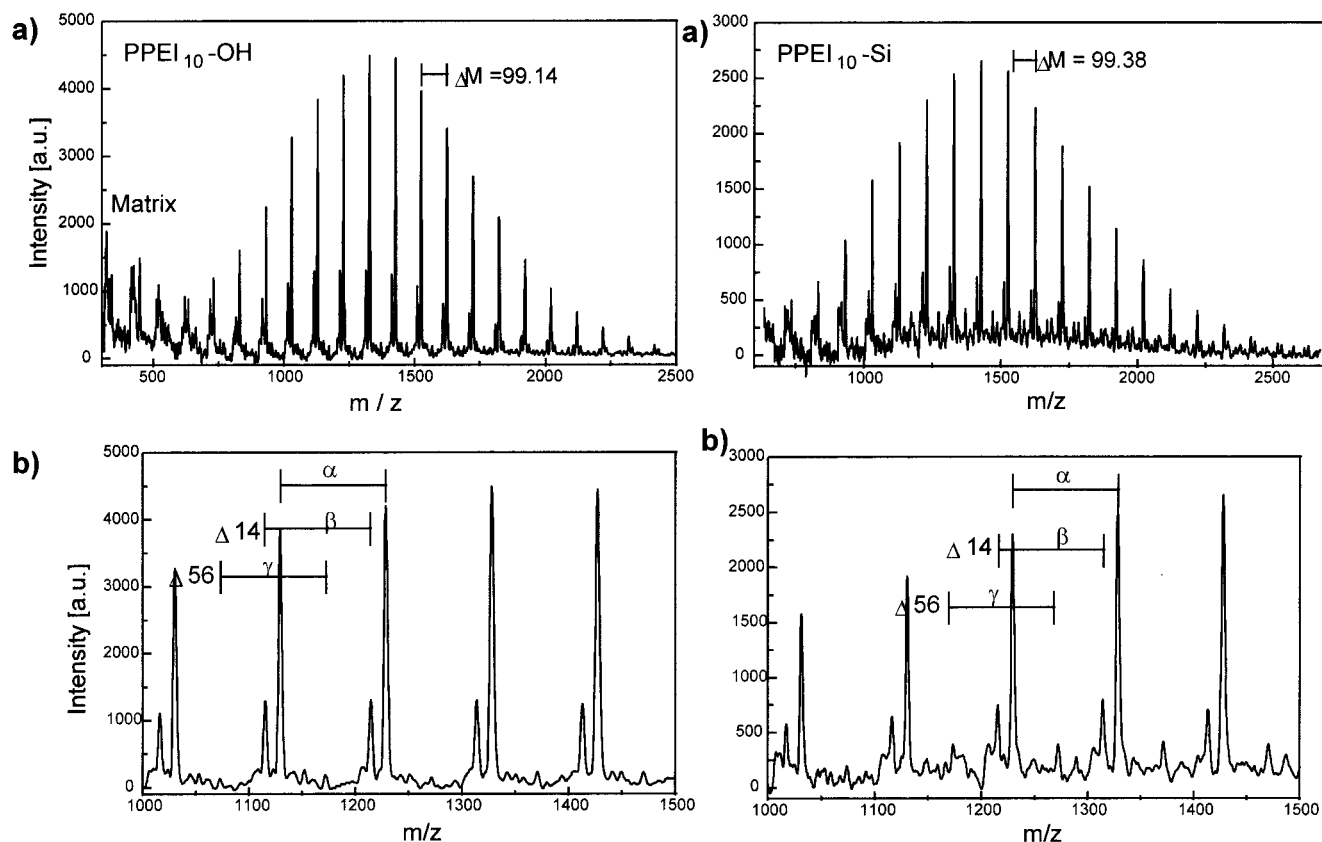 a)
PPEI10-OH
ΔM =99.14
Matrix
Intensity [a.u.]
5000
4000
3000
2000
1000
0
500
1000
1500
2000
2500
m / z
a)
PPEI10-Si
ΔM = 99.38
3000
2500
2000
1500
1000
500
0
1000
1500
2000
2500
m/z
b)
α
Δ 14
β
Δ 56
γ
Intensity [a.u.]
5000
4000
3000
2000
1000
0
1000
1100
1200
1300
1400
1500
m/z
b)
α
Δ 14
β
Δ 56
γ
3000
2500
2000
1500
1000
500
0
1000
1100
1200
1300
1400
1500
m/z